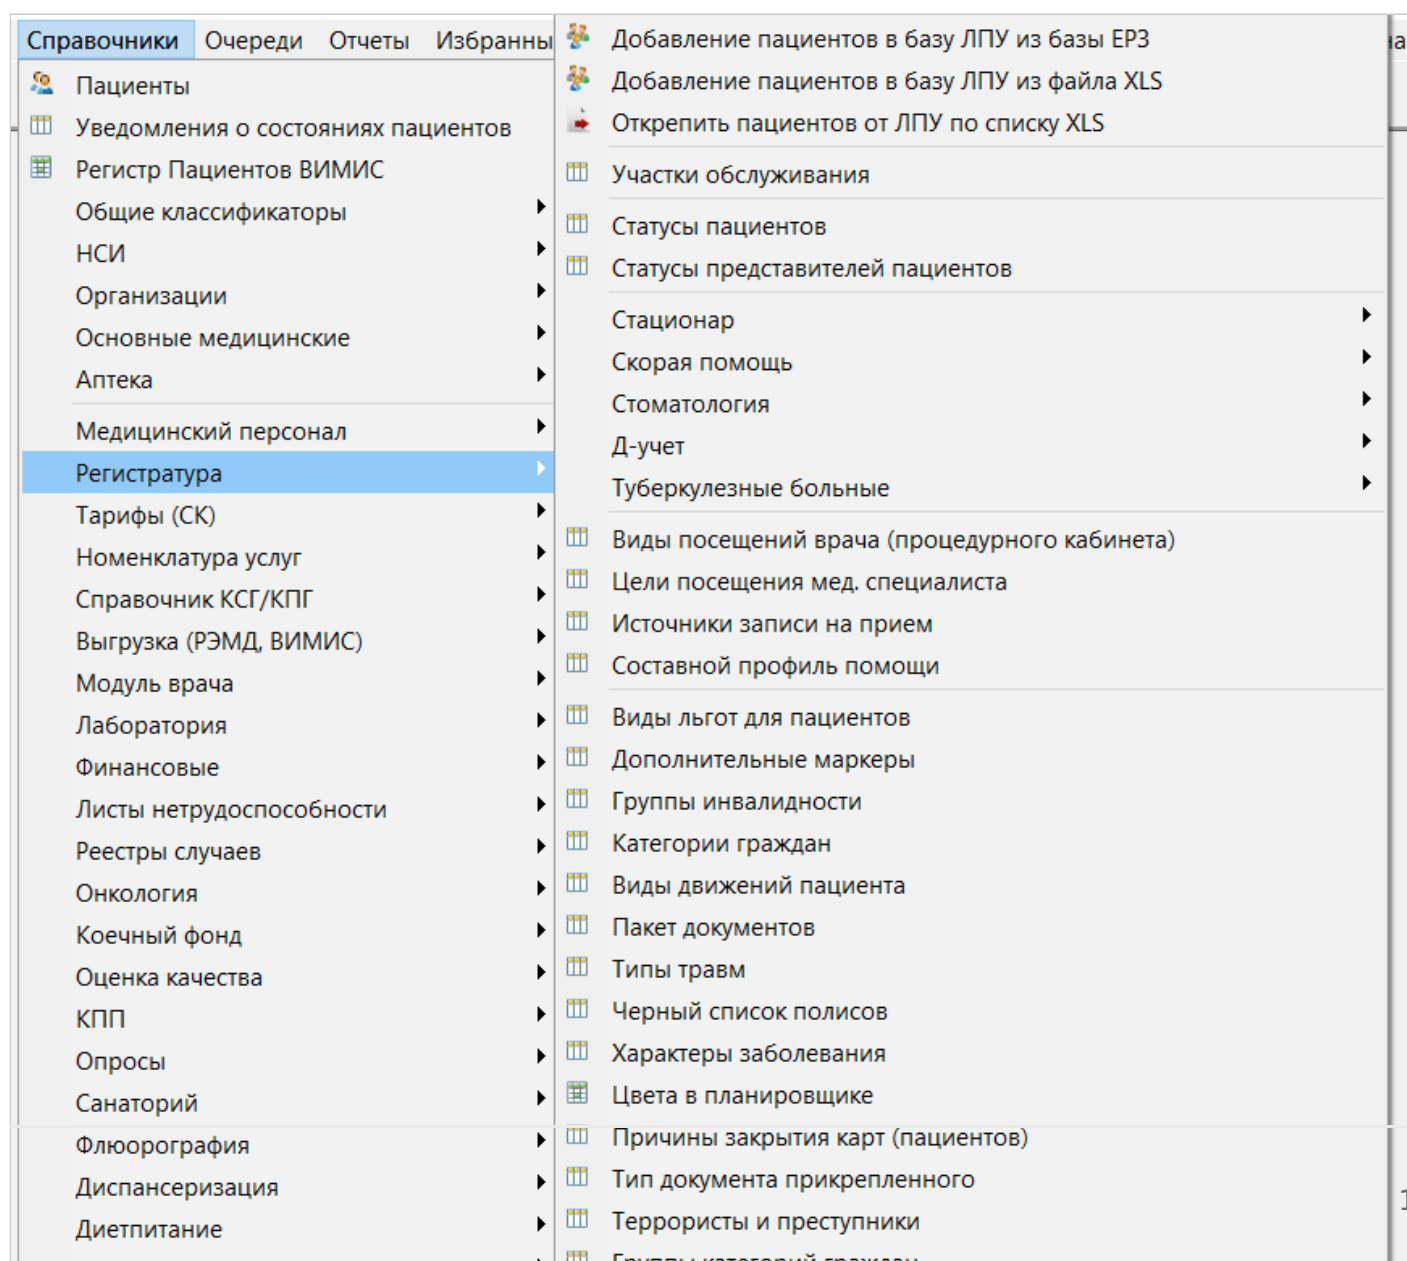 Справочники Очереди Отчеты Избранны
Пациенты
Уведомления о состояниях пациентов
Регистр Пациентов ВИМИС
Общие классификаторы
НСИ
Организации
Основные медицинские
Аптека
Медицинский персонал
Регистратура
Тарифы (СК)
Номенклатура услуг
Справочник КСГ/КПГ
Выгрузка (РЭМД, ВИМИС)
Модуль врача
Лаборатория
Финансовые
Листы нетрудоспособности
Реестры случаев
Онкология
Коечный фонд
Оценка качества
КПП
Опросы
Санаторий
Флюорография
Диспансеризация
Диетпитание
Добавление пациентов в базу ЛПУ из базы ЕРЗ
Добавление пациентов в базу ЛПУ из файла XLS
Открепить пациентов от ЛПУ по списку XLS
Участки обслуживания
Статусы пациентов
Статусы представителей пациентов
Стационар
Скорая помощь
Стоматология
Д-учет
Туберкулезные больные
Виды посещений врача (процедурного кабинета)
Цели посещения мед. специалиста
Источники записи на прием
Составной профиль помощи
Виды льгот для пациентов
Дополнительные маркеры
Группы инвалидности
Категории граждан
Виды движений пациента
Пакет документов
Типы травм
Черный список полисов
Характеры заболевания
Цвета в планировщике
Причины закрытия карт (пациентов)
Тип документа прикрепленного
Террористы и преступники
Группы категорий граждан